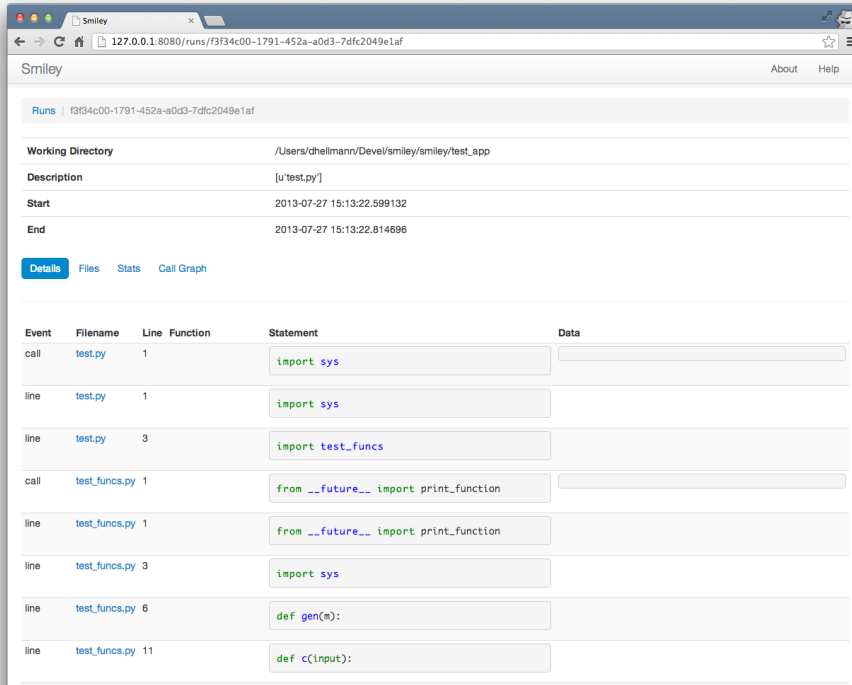 Smiley
127.0.0.1:8080/runs/f3f34c00-1791-452a-a0d3-7dfc2049e1af
Smiley About Help
Runs | f3f34c00-1791-452a-a0d3-7dfc2049e1af
Working Directory /Users/dhellmann/Devel/smiley/smiley/test_app
Description [u'test.py']
Start 2013-07-27 15:13:22.599132
End 2013-07-27 15:13:22.814696
Details Files Stats Call Graph
Event Filename Line Function Statement Data
call test.py 1 import sys
line test.py 1 import sys
line test.py 3 import test_funcs
call test_funcs.py 1 from __future__ import print_function
line test_funcs.py 1 from __future__ import print_function
line test_funcs.py 3 import sys
line test_funcs.py 6 def gen(m):
line test_funcs.py 11 def c(input):